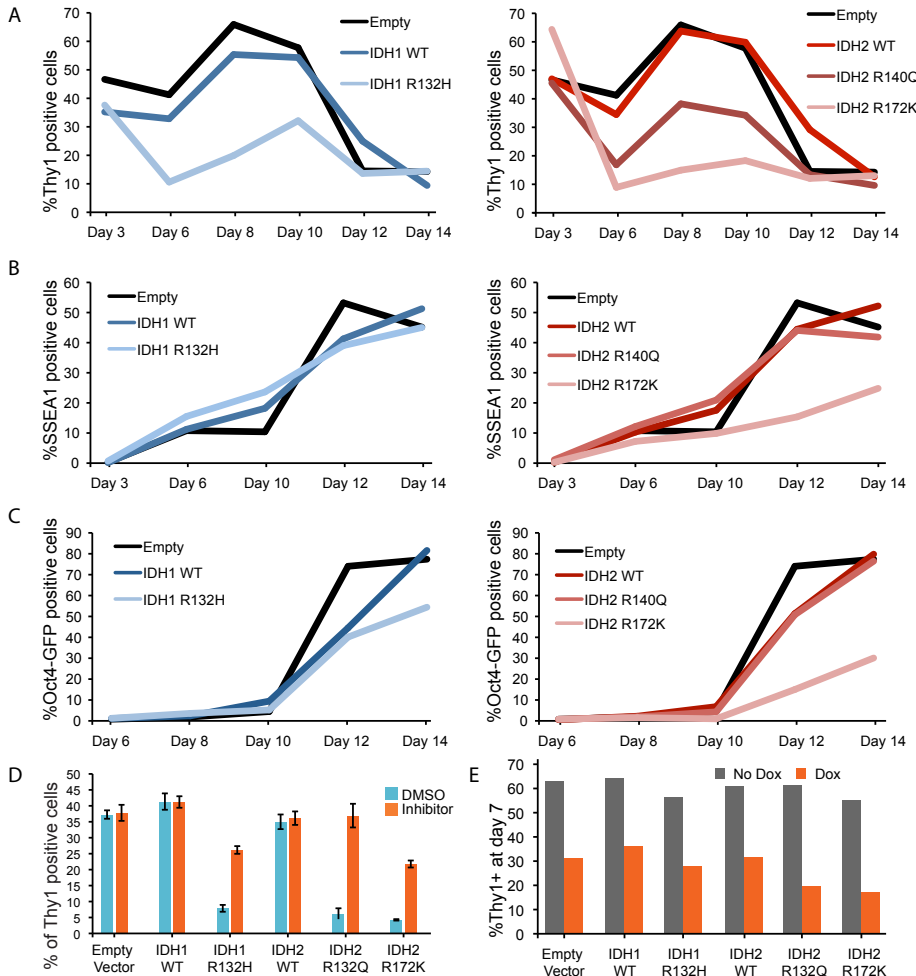 A
%Thy1 positive cells
70
60
50
40
30
20
10
0
Day 3 Day 6 Day 8 Day 10 Day 12 Day 14
Empty
IDH1 WT
IDH1 R132H
%Thy1 positive cells
70
60
50
40
30
20
10
0
Day 3 Day 6 Day 8 Day 10 Day 12 Day 14
Empty
IDH2 WT
IDH2 R140Q
IDH2 R172K
B
%SSEA1 positive cells
60
50
40
30
20
10
0
Day 3 Day 6 Day 10 Day 12 Day 14
Empty
IDH1 WT
IDH1 R132H
%SSEA1 positive cells
60
50
40
30
20
10
0
Day 3 Day 6 Day 10 Day 12 Day 14
Empty
IDH2 WT
IDH2 R140Q
IDH2 R172K
C
%Oct4-GFP positive cells
90
80
70
60
50
40
30
20
10
0
Day 6 Day 8 Day 10 Day 12 Day 14
Empty
IDH1 WT
IDH1 R132H
%Oct4-GFP positive cells
90
80
70
60
50
40
30
20
10
0
Day 6 Day 8 Day 10 Day 12 Day 14
Empty
IDH2 WT
IDH2 R140Q
IDH2 R172K
D
% of Thy1 positive cells
45
40
35
30
25
20
15
10
5
0
DMSO
Inhibitor
Empty IDH1 IDH1 IDH2 IDH2 IDH2
Vector WT R132H WT R132Q R172K
E
%Thy1+ at day 7
70
60
50
40
30
20
10
0
No Dox Dox
Empty IDH1 IDH1 IDH2 IDH2 IDH2
Vector WT R132H WT R132Q R172K